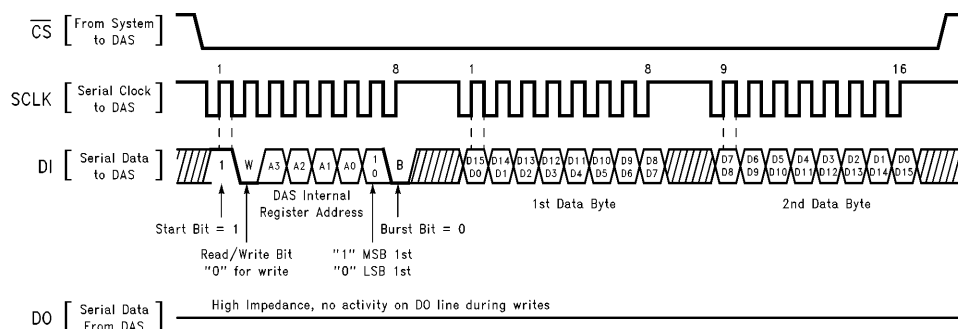 CS [ From System to DAS ]
1 8 1 8 9 16
SCLK [ Serial Clock to DAS ]
DI [ Serial Data to DAS ]
1 W A3 A2 A1 A0 1 0 B
D15 D14 D13 D12 D11 D10 D9 D8
D0 D1 D2 D3 D4 D5 D6 D7
D7 D6 D5 D4 D3 D2 D1 D0
D8 D9 D10 D11 D12 D13 D14 D15
DAS Internal
Register Address
1st Data Byte
2nd Data Byte
Start Bit = 1
Burst Bit = 0
Read/Write Bit
"0" for write
"1" MSB 1st
"0" LSB 1st
DO [ Serial Data From DAS ]
High Impedance, no activity on DO line during writes